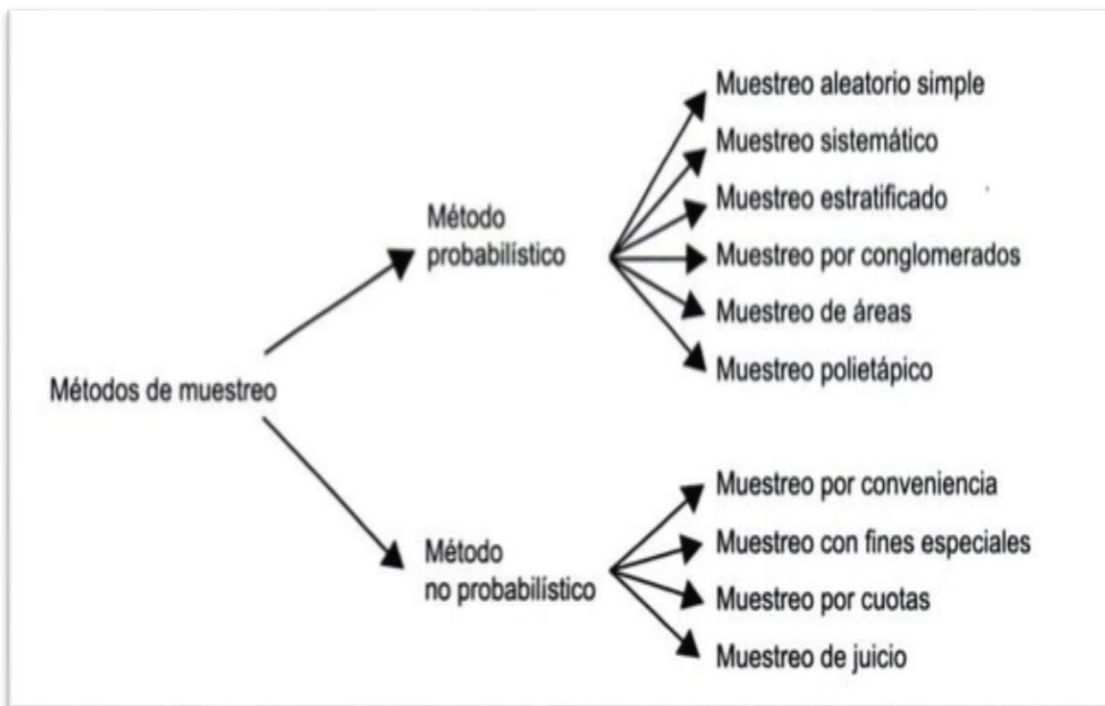 Métodos de muestreo
Método
probabilístico
Muestreo aleatorio simple
Muestreo sistemático
Muestreo estratificado
Muestreo por conglomerados
Muestreo de áreas
Muestreo polietápico
Método
no probabilístico
Muestreo por conveniencia
Muestreo con fines especiales
Muestreo por cuotas
Muestreo de juicio